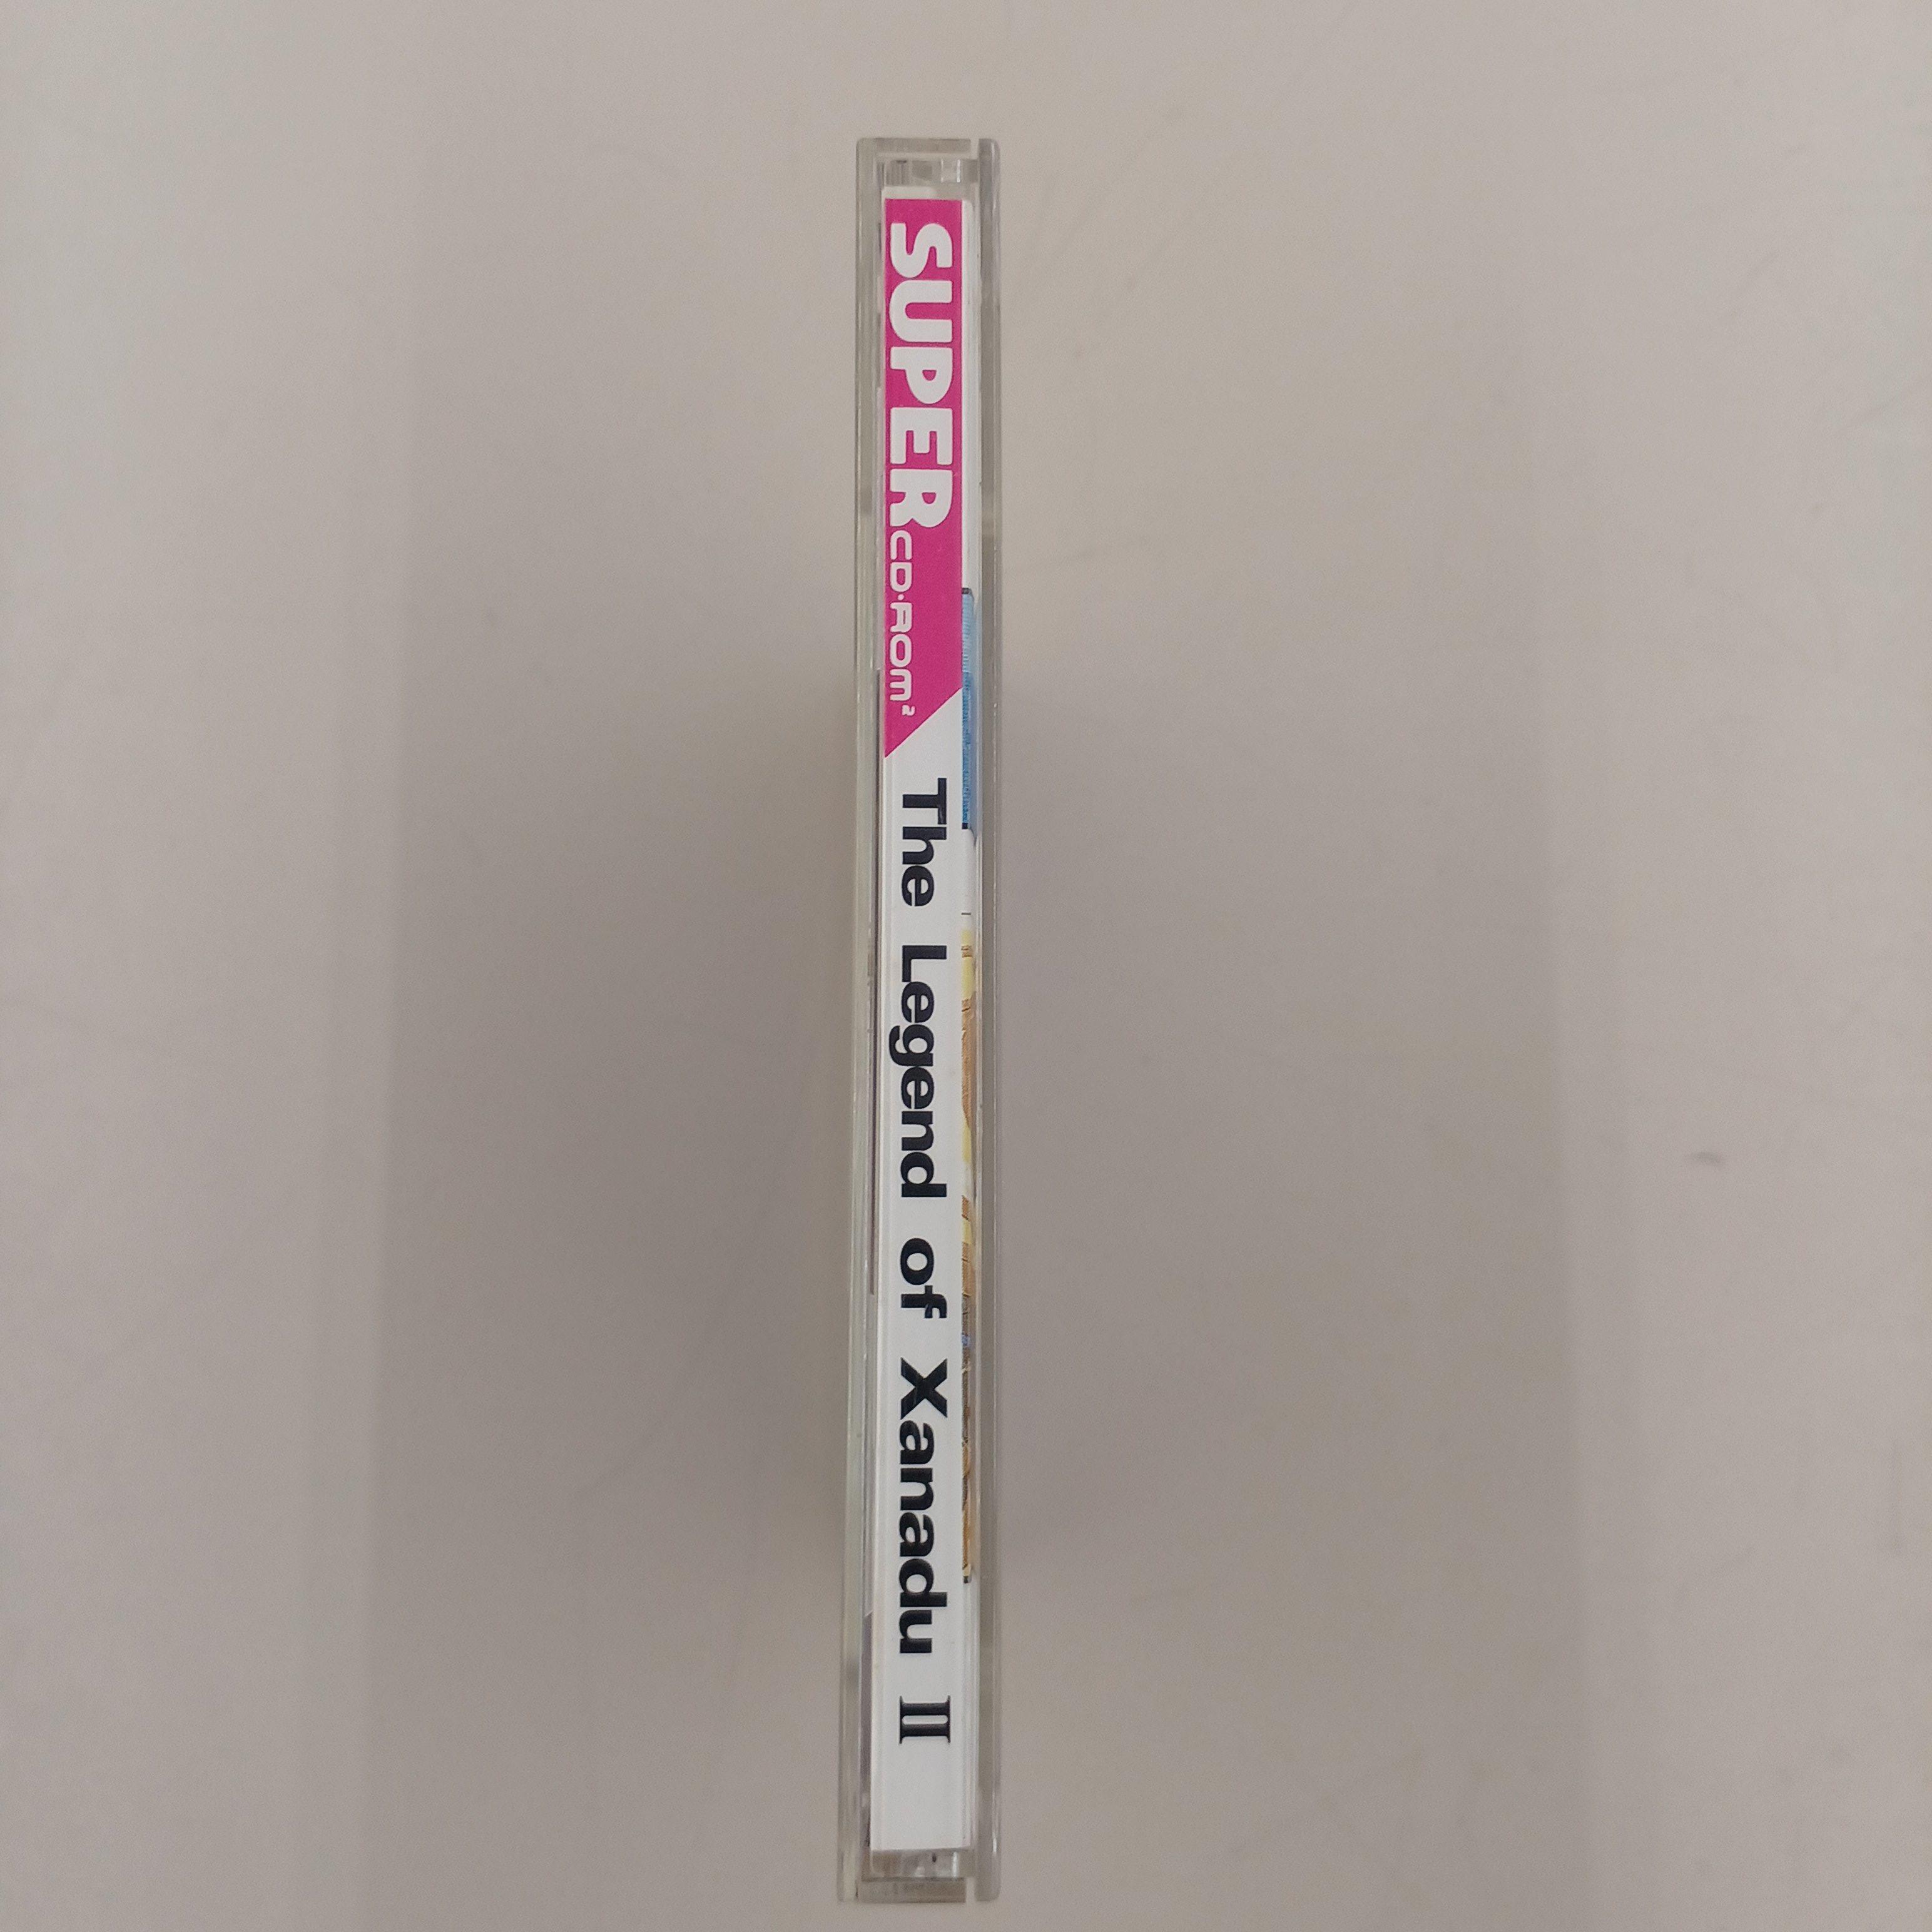 SUPER CD·ROM²
The Legend of Xanadu II